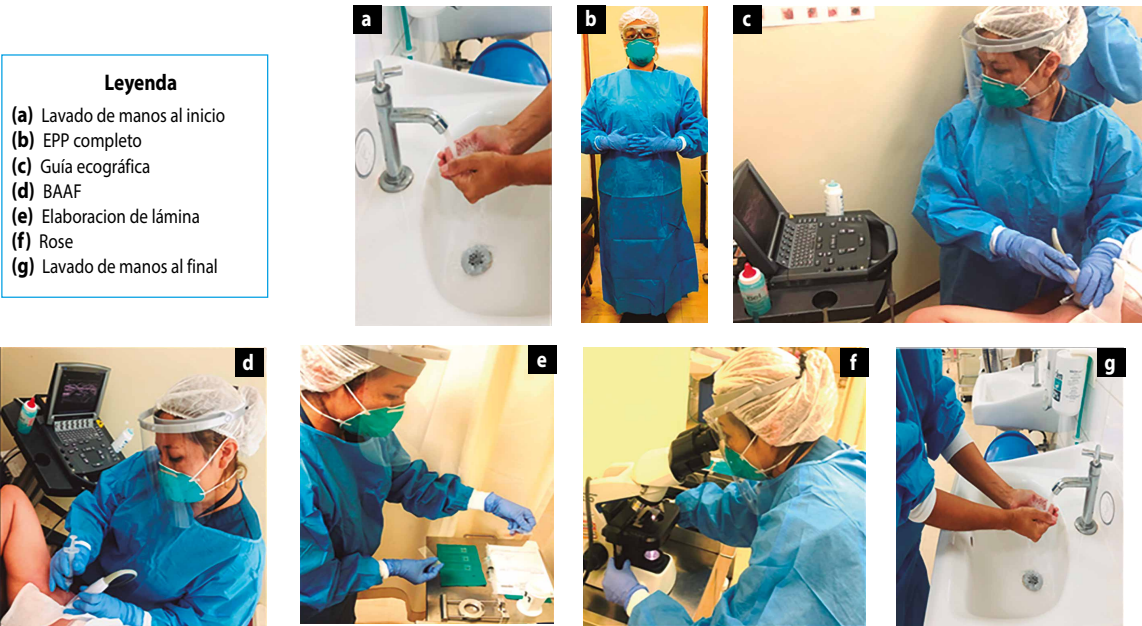 Leyenda
(a) Lavado de manos al inicio
(b) EPP completo
(c) Guía ecográfica
(d) BAAF
(e) Elaboracion de lámina
(f) Rose
(g) Lavado de manos al final
a
b
c
d
e
f
g